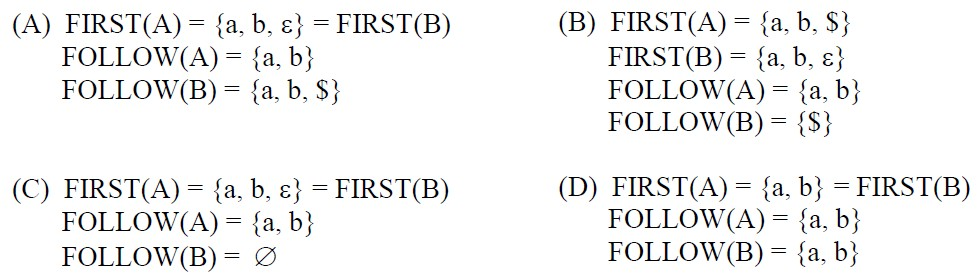 (A) FIRST(A) = {a, b, ε} = FIRST(B)
FOLLOW(A) = {a, b}
FOLLOW(B) = {a, b, $}
(B) FIRST(A) = {a, b, $}
FIRST(B) = {a, b, ε}
FOLLOW(A) = {a, b}
FOLLOW(B) = {$}
(C) FIRST(A) = {a, b, ε} = FIRST(B)
FOLLOW(A) = {a, b}
FOLLOW(B) = ∅
(D) FIRST(A) = {a, b} = FIRST(B)
FOLLOW(A) = {a, b}
FOLLOW(B) = {a, b}